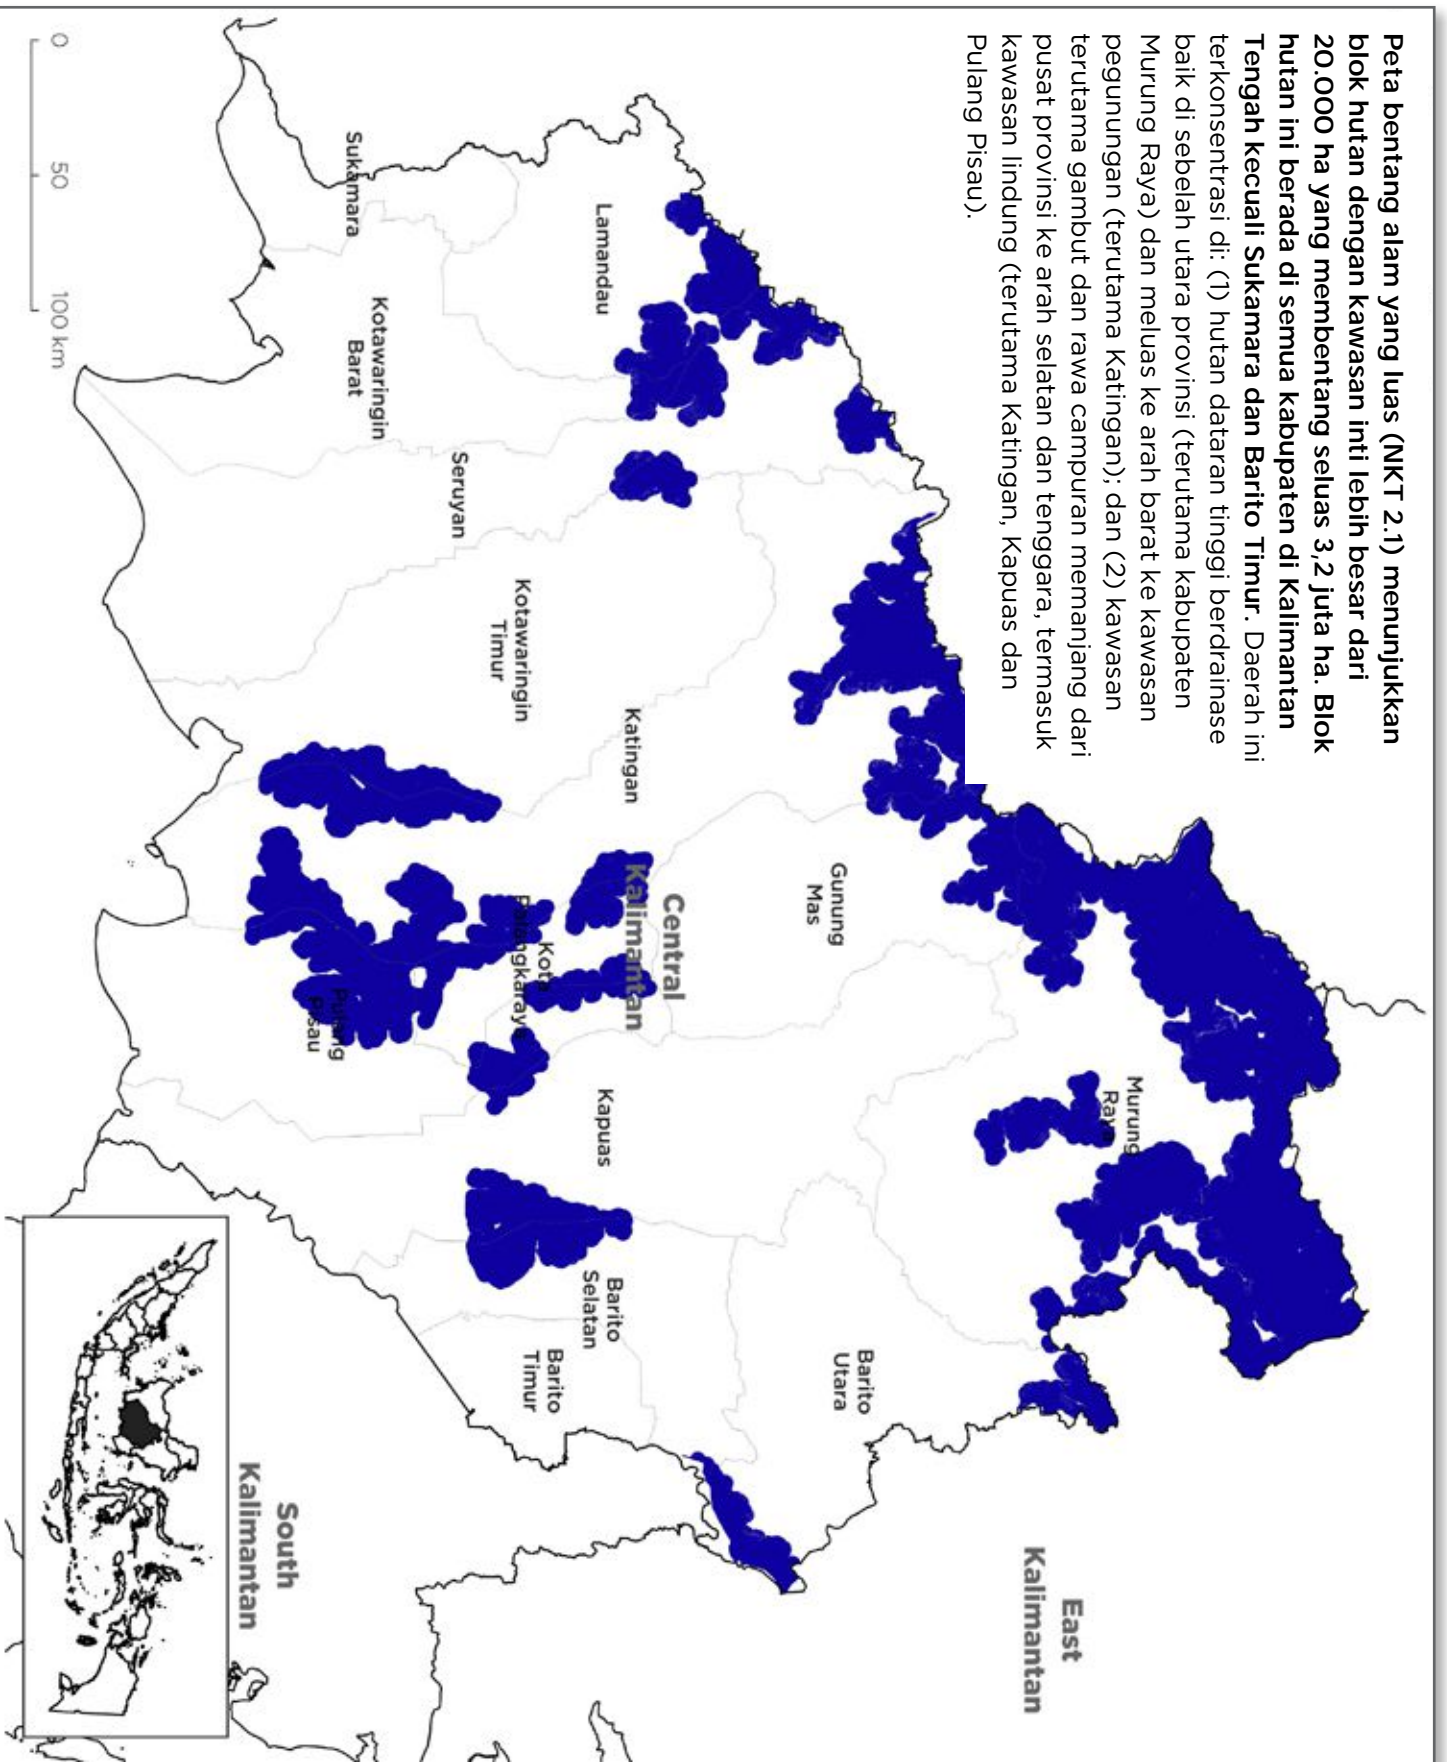 Peta bentang alam yang luas (NKT 2.1) menunjukkan
blok hutan dengan kawasan inti lebih besar dari
20.000 ha yang membentang seluas 3,2 juta ha. Blok
hutan ini berada di semua kabupaten di Kalimantan
Tengah kecuali Sukamara dan Barito Timur. Daerah ini
terkonsentrasi di: (1) hutan dataran tinggi berdrainase
baik di sebelah utara provinsi (terutama kabupaten
Murung Raya) dan meluas ke arah barat ke kawasan
pegunungan (terutama Katingan); dan (2) kawasan
terutama gambut dan rawa campuran memanjang dari
pusat provinsi ke arah selatan dan tenggara, termasuk
kawasan lindung (terutama Katingan, Kapuas dan
Pulang Pisau).
Murung
Raya
East
Kalimantan
Gunung
Mas
Barito
Utara
Central
Kalimantan
Lamandau
Katingan
Kapuas
Barito
Selatan
Kotawaringin
Timur
Kota
Palangkaraya
Barito
Timur
Seruyan
Kotawaringin
Barat
Sukamara
Pulang
Pisau
South
Kalimantan
0 50 100 km